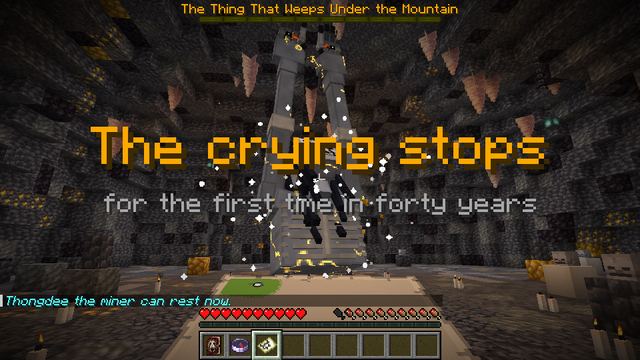 The Thing That Weeps Under the Mountain
The crying stops
for the first time in forty years
Thongdee the miner can rest now.